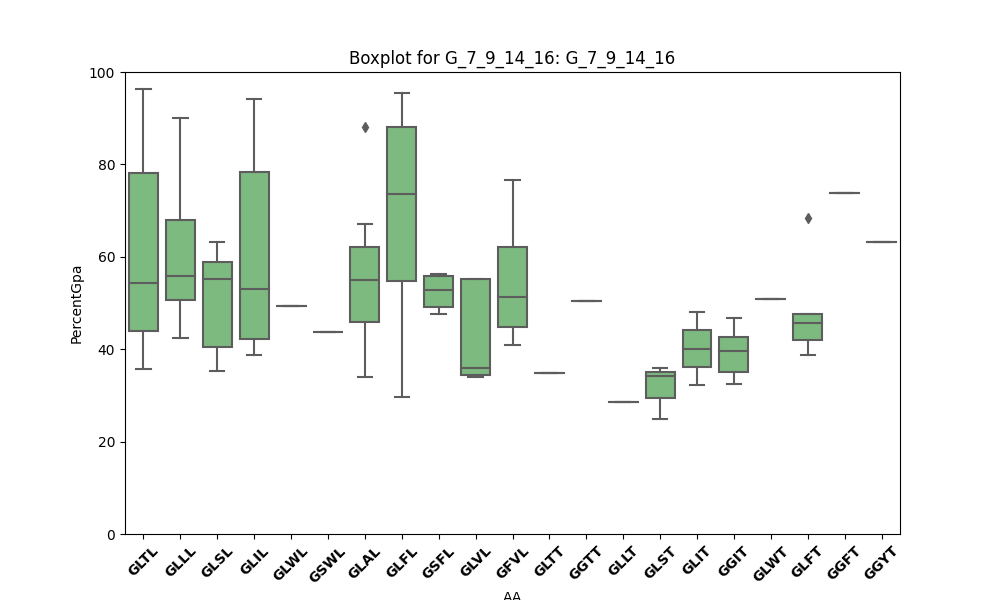 Boxplot for G_7_9_14_16: G_7_9_14_16
100
80
60
40
20
0
PercentGpa
GLTL GLLL GLSL GLIL GLWL GSWL GLAL GLFL GSFL GLVL GFVL GLTT GGTT GLLT GLST GLIT GGIT GLWT GLFT GGFT GGYT
AA